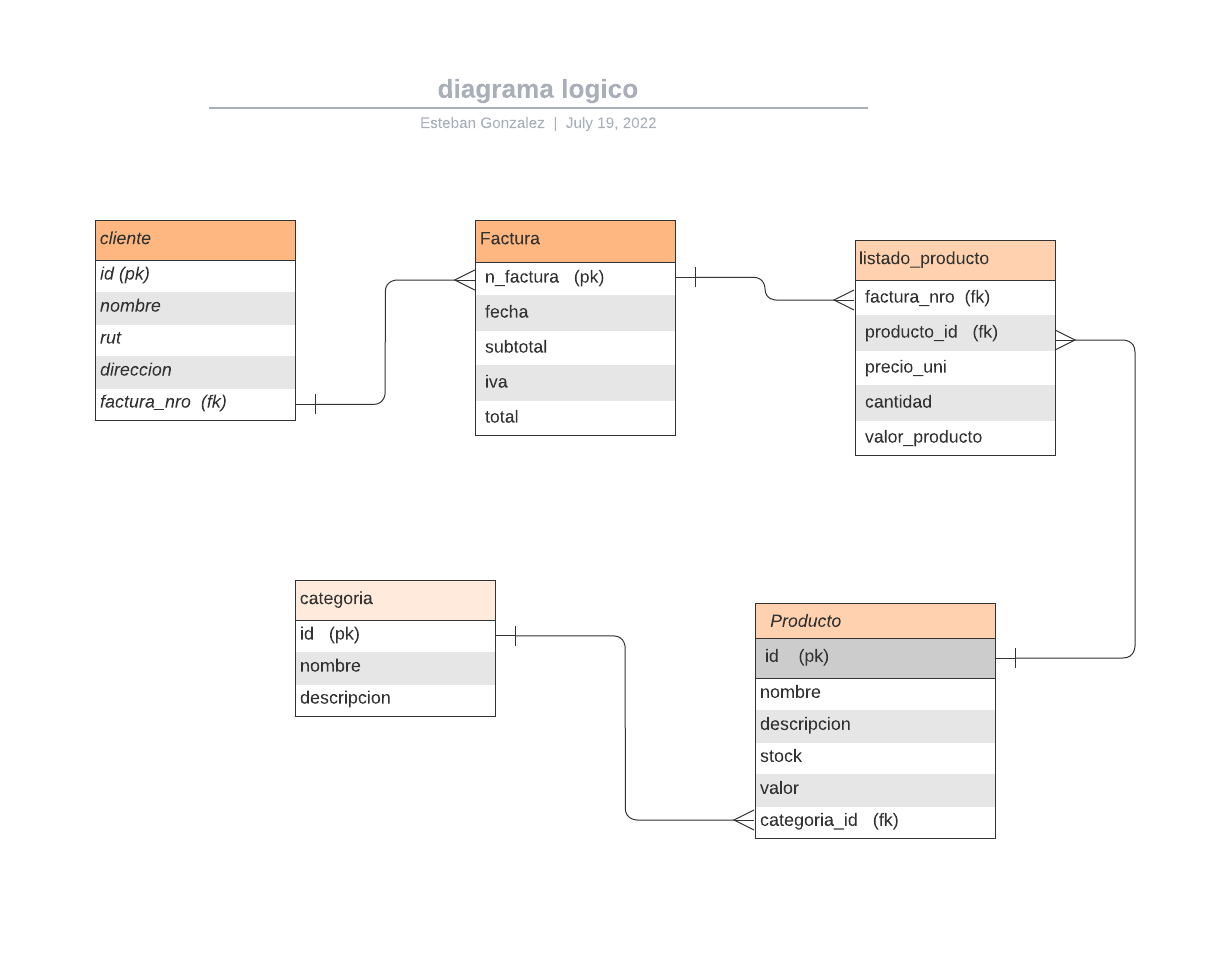 diagrama logico
Esteban Gonzalez | July 19, 2022
cliente
id (pk)
nombre
rut
direccion
factura_nro (fk)
Factura
n_factura (pk)
fecha
subtotal
iva
total
listado_producto
factura_nro (fk)
producto_id (fk)
precio_uni
cantidad
valor_producto
categoria
id (pk)
nombre
descripcion
Producto
id (pk)
nombre
descripcion
stock
valor
categoria_id (fk)